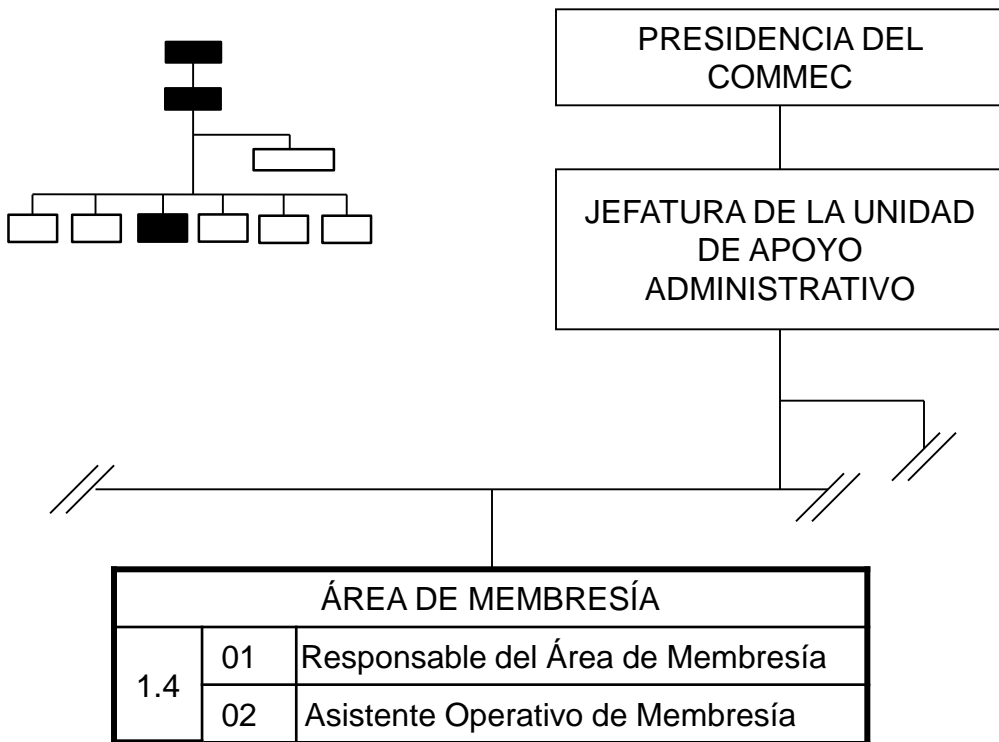 PRESIDENCIA DEL
COMMEC
JEFATURA DE LA UNIDAD
DE APOYO
ADMINISTRATIVO
ÁREA DE MEMBRESÍA
1.4
01 Responsable del Área de Membresía
02 Asistente Operativo de Membresía